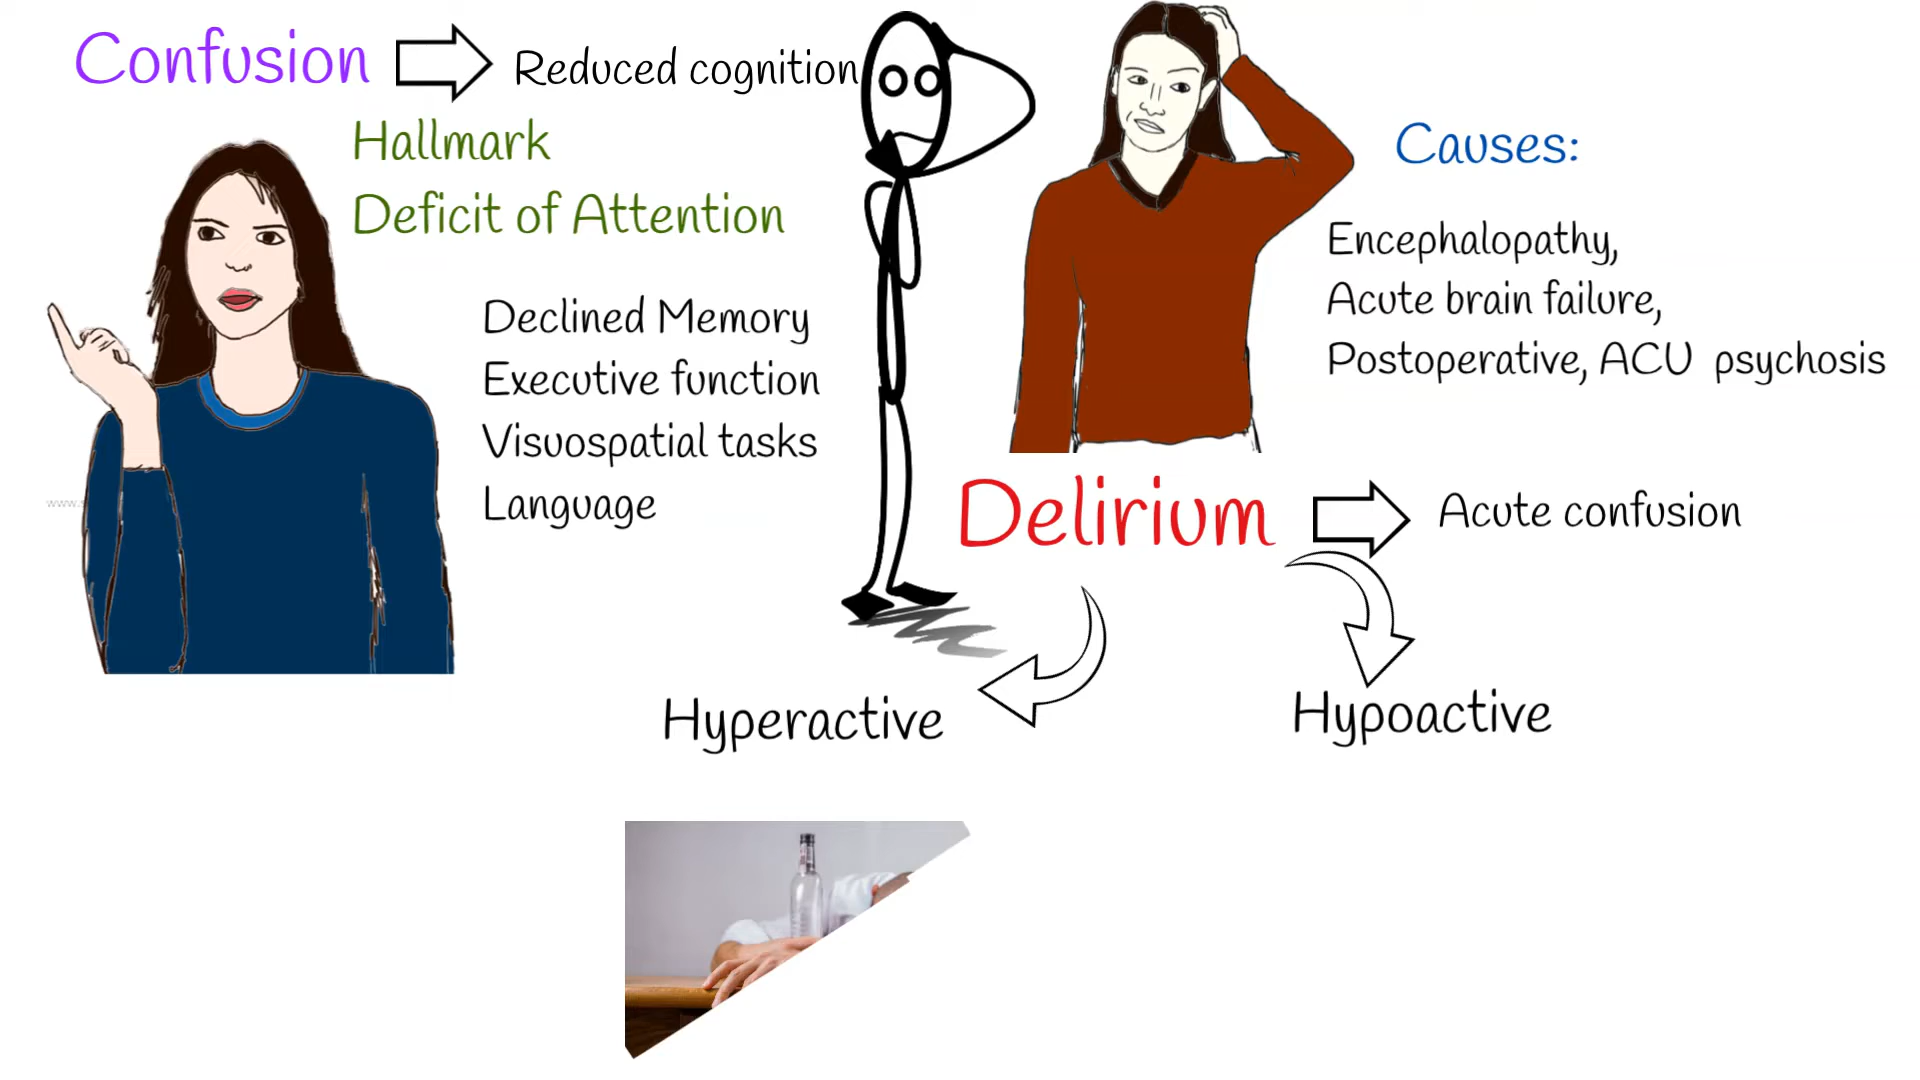 Confusion
Reduced cognition
Hallmark
Deficit of Attention
Declined Memory
Executive function
Visuospatial tasks
Language
www.
Causes:
Encephalopathy,
Acute brain failure,
Postoperative, ACU psychosis
Delirium
Acute confusion
Hyperactive
Hypoactive